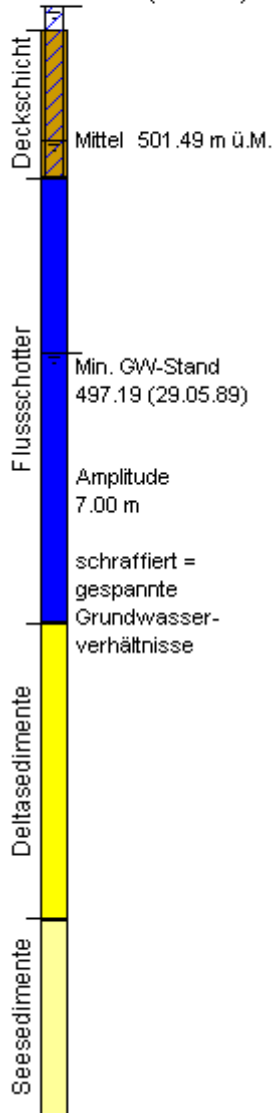 Deckschicht
Mittel 501.49 m ü.M.
Flussschotter
Min. GW-Stand
497.19 (29.05.89)
Amplitude
7.00 m
schraffiert =
gespannte
Grundwasser-
verhältnisse
Deltasedimente
Seesedimente